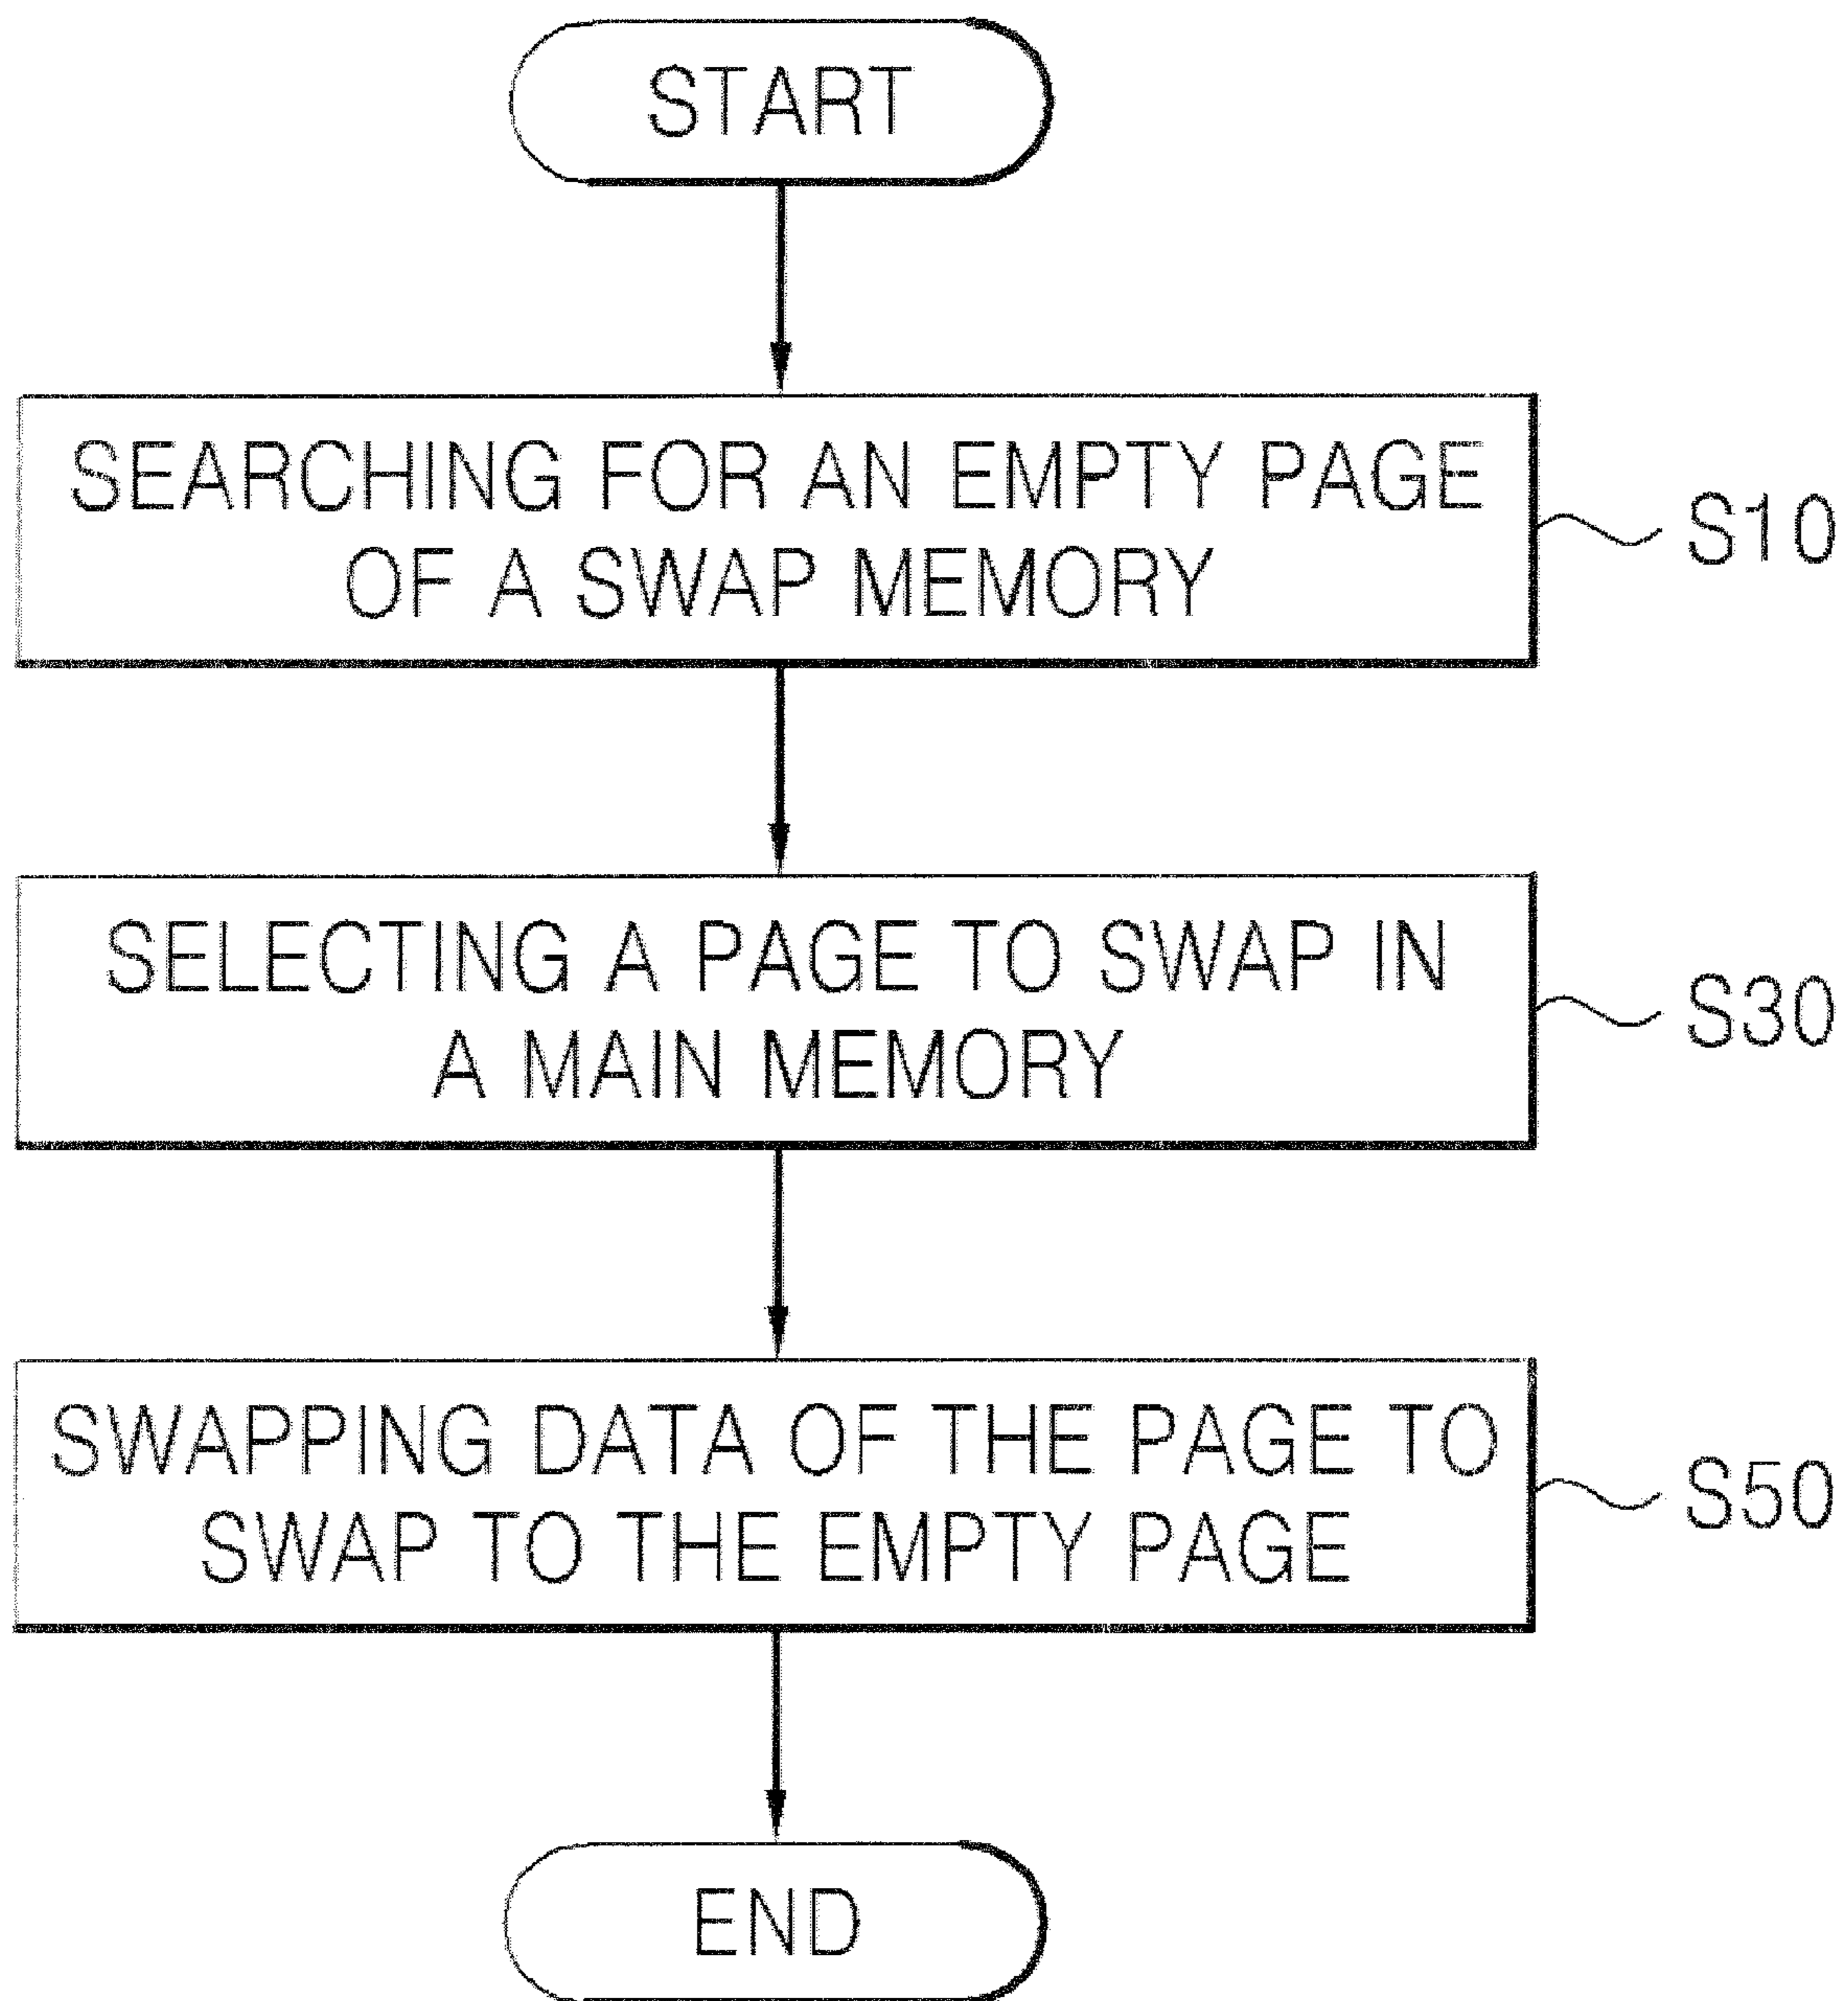 START
SEARCHING FOR AN EMPTY PAGE
OF A SWAP MEMORY
S10
SELECTING A PAGE TO SWAP IN
A MAIN MEMORY
S30
SWAPPING DATA OF THE PAGE TO
SWAP TO THE EMPTY PAGE
S50
END